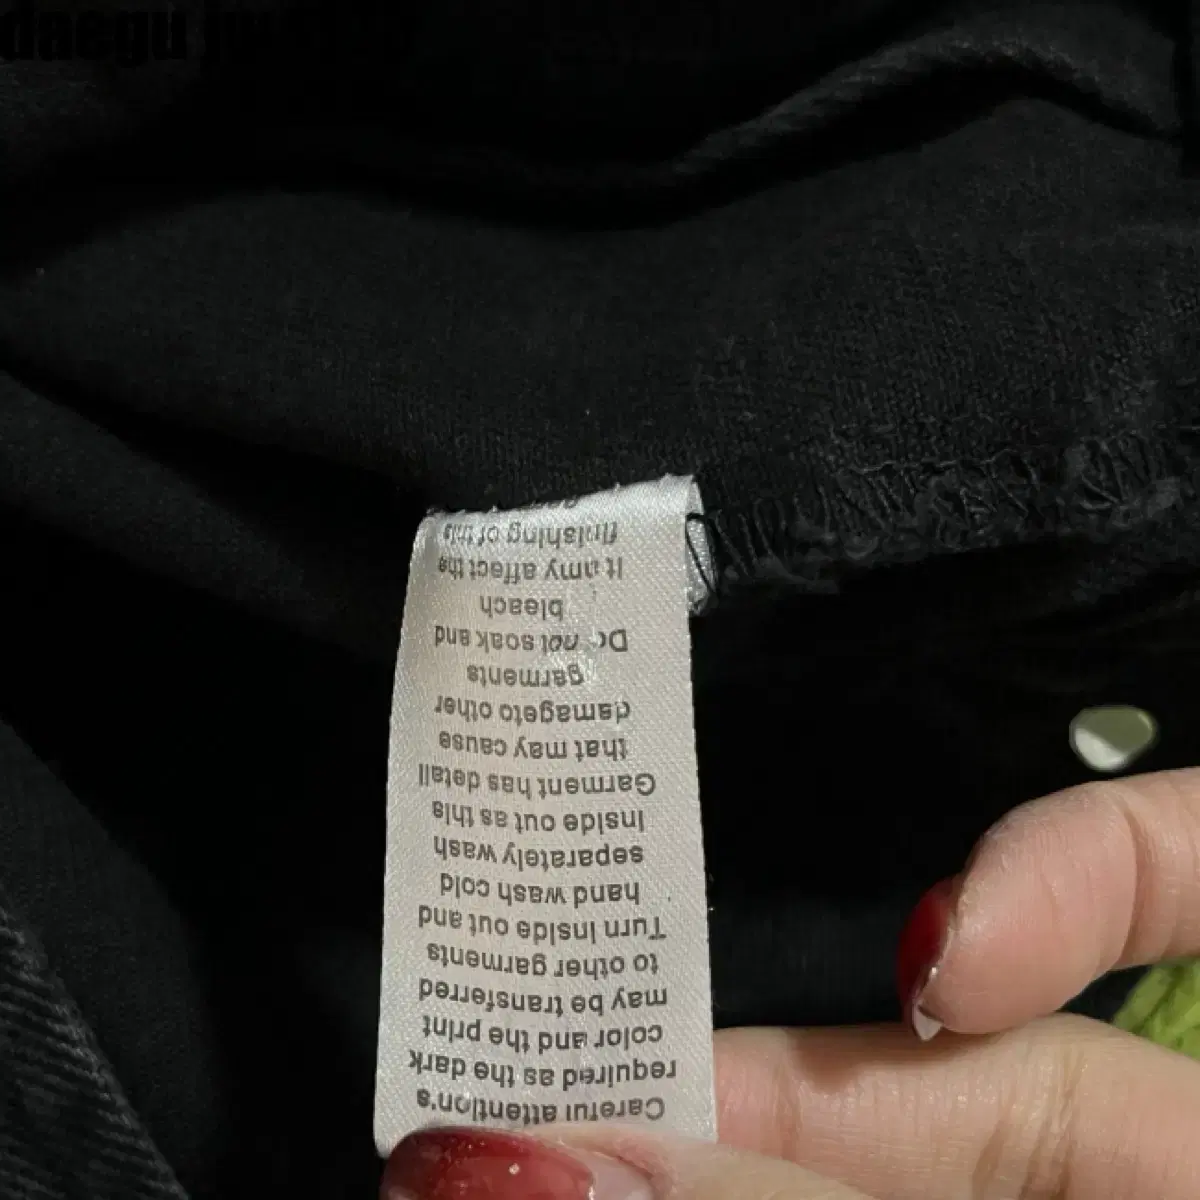 daegu
Careful attention's
required as the dark
color and the print
may be transferred
to other garments
Turn inside out and
hand wash cold
separately wash
inside out as this
Garment has detail
that may cause
damageto other
garments
Do not soak and
bleach
It amy affect the
finishing of this